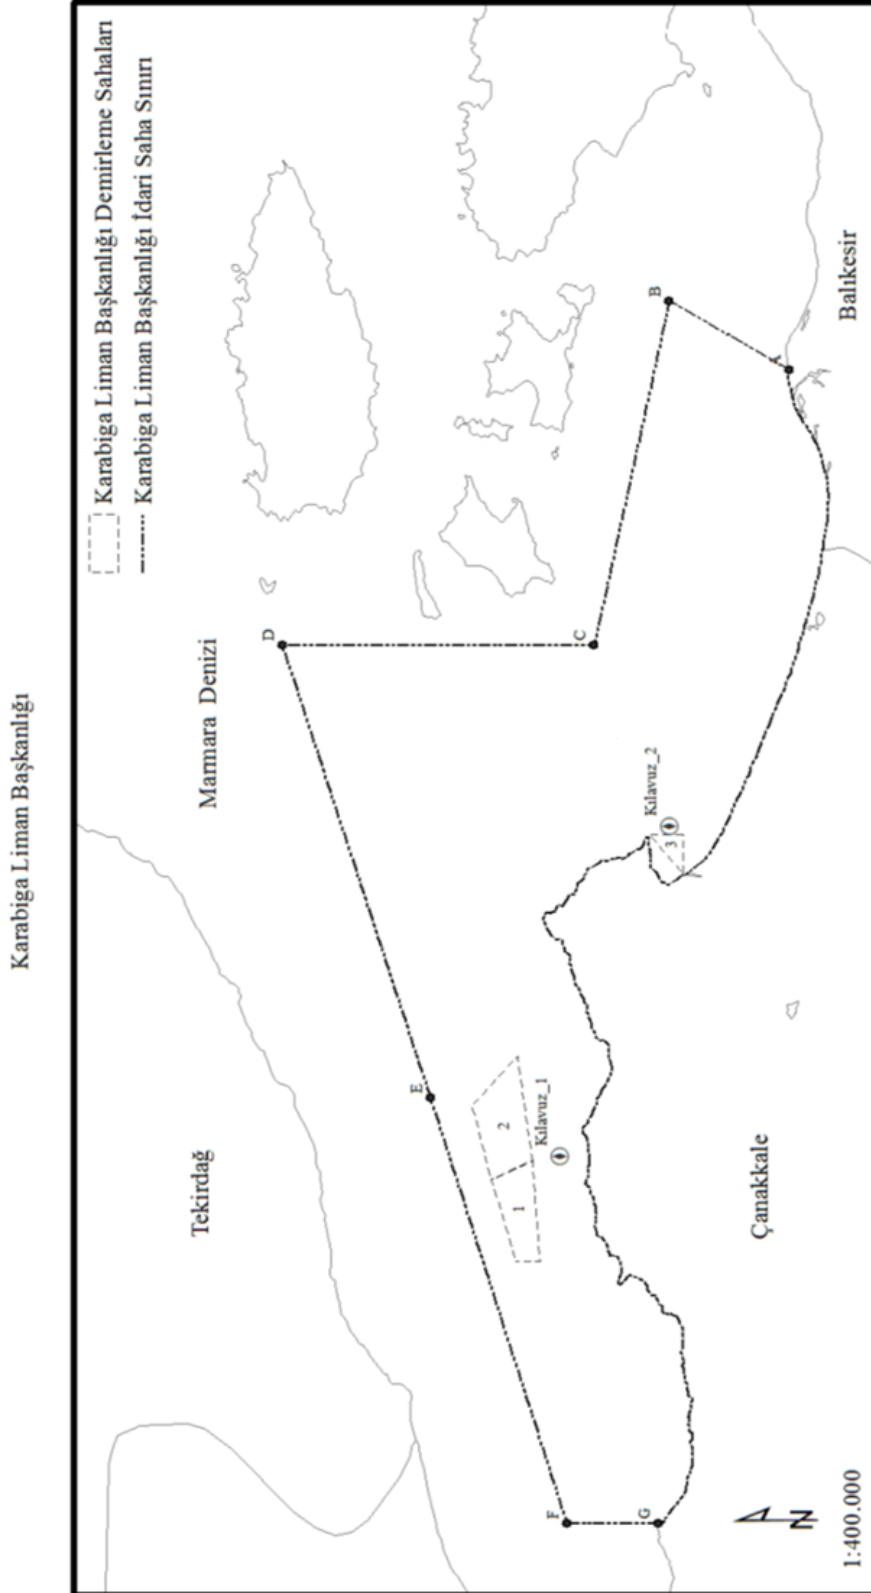 Karabiga Liman Başkanlığı
Karabiga Liman Başkanlığı Demirleme Sahaları
Karabiga Liman Başkanlığı İdari Saha Sınırı
Marmara Denizi
Tekirdağ
D
E
C
B
A
F
G
1
2
Kılavuz_1
Kılavuz_2
3
Balıkesir
Çanakkale
N
1:400.000